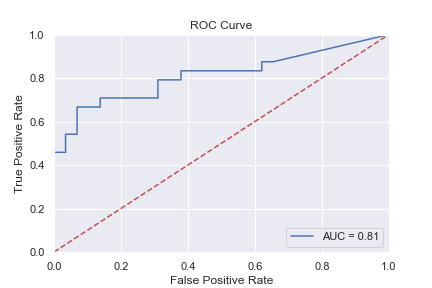 ROC Curve
True Positive Rate
1.0
0.8
0.6
0.4
0.2
0.0
AUC = 0.81
0.0 0.2 0.4 0.6 0.8 1.0
False Positive Rate